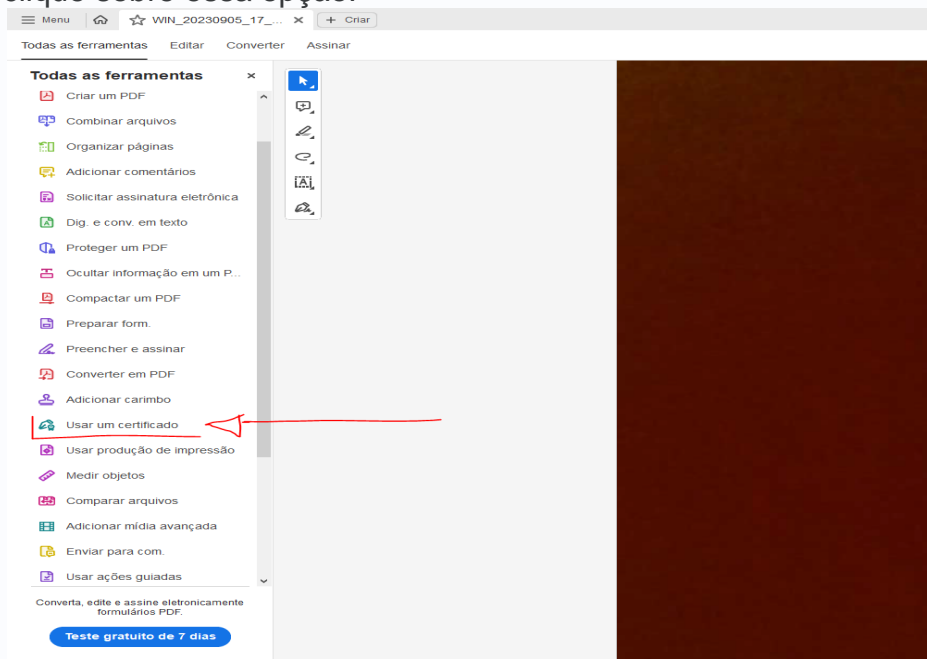 clique sobre essa opção.
Menu WIN_20230905_17_... × + Criar
Todas as ferramentas Editar Converter Assinar
Todas as ferramentas ×
Criar um PDF
Combinar arquivos
Organizar páginas
Adicionar comentários
Solicitar assinatura eletrônica
Dig. e conv. em texto
Proteger um PDF
Ocultar informação em um P...
Compactar um PDF
Preparar form.
Preencher e assinar
Converter em PDF
Adicionar carimbo
Usar um certificado
Usar produção de impressão
Medir objetos
Comparar arquivos
Adicionar mídia avançada
Enviar para com.
Usar ações guiadas
Converta, edite e assine eletronicamente
formulários PDF.
Teste gratuito de 7 dias